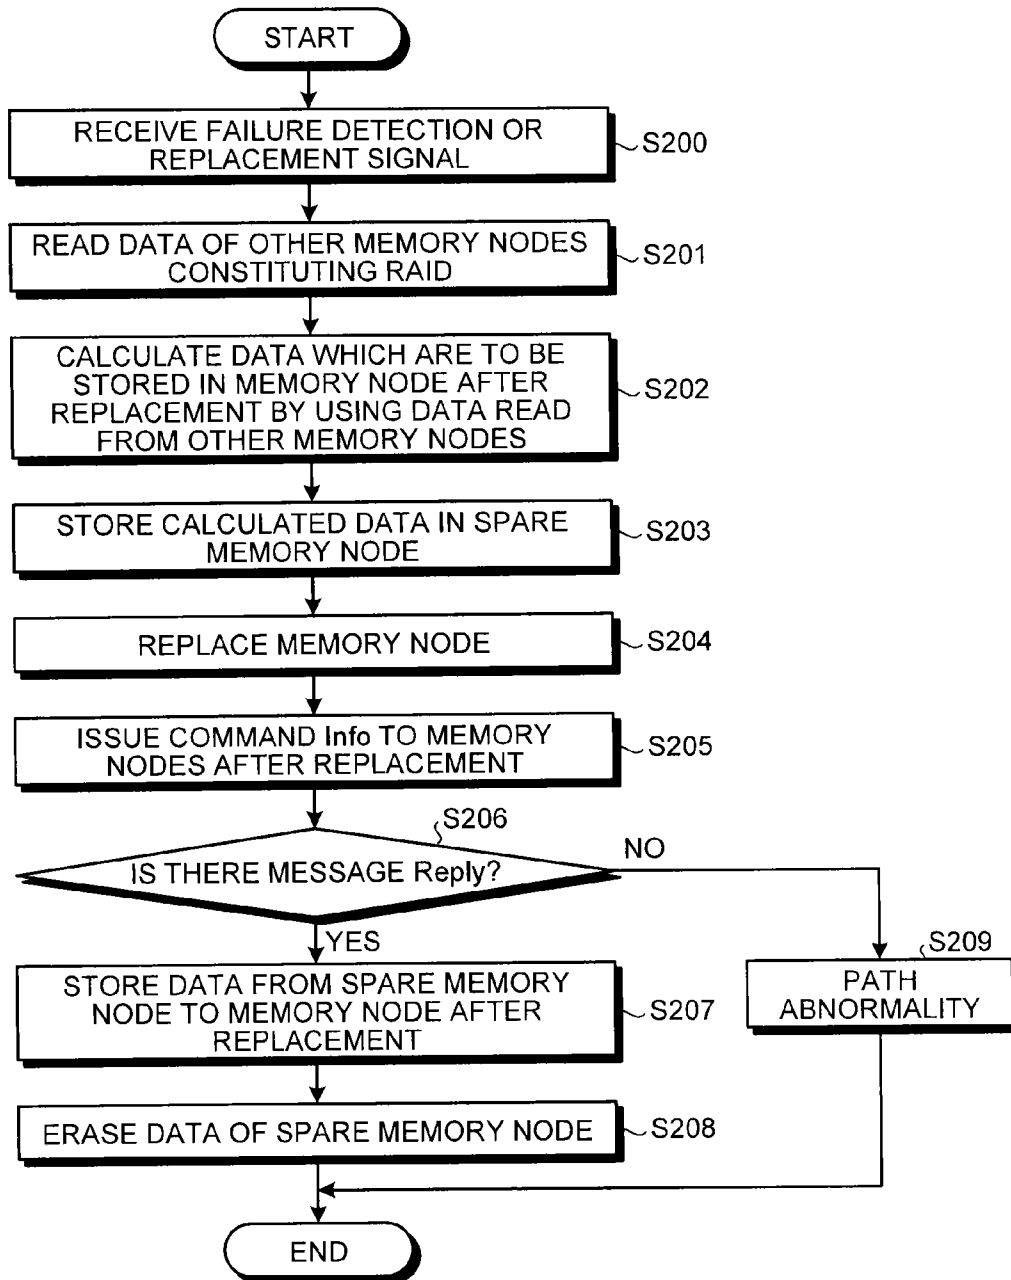 START
RECEIVE FAILURE DETECTION OR
REPLACEMENT SIGNAL
S200
READ DATA OF OTHER MEMORY NODES
CONSTITUTING RAID
S201
CALCULATE DATA WHICH ARE TO BE
STORED IN MEMORY NODE AFTER
REPLACEMENT BY USING DATA READ
FROM OTHER MEMORY NODES
S202
STORE CALCULATED DATA IN SPARE
MEMORY NODE
S203
REPLACE MEMORY NODE
S204
ISSUE COMMAND Info TO MEMORY
NODES AFTER REPLACEMENT
S205
S206
IS THERE MESSAGE Reply?
NO
YES
STORE DATA FROM SPARE MEMORY
NODE TO MEMORY NODE AFTER
REPLACEMENT
S207
S209
PATH
ABNORMALITY
ERASE DATA OF SPARE MEMORY NODE
S208
END